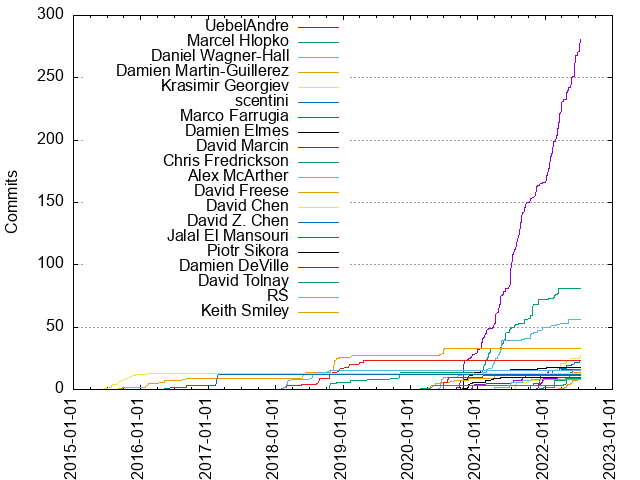 300
250
200
150
100
50
0
Commits
UebelAndre
Marcel Hlopko
Daniel Wagner-Hall
Damien Martin-Guillerez
Krasimir Georgiev
scentini
Marco Farrugia
Damien Elmes
David Marcin
Chris Fredrickson
Alex McArther
David Freese
David Chen
David Z. Chen
Jalal El Mansouri
Piotr Sikora
Damien DeVille
David Tolnay
RS
Keith Smiley
2015-01-01
2016-01-01
2017-01-01
2018-01-01
2019-01-01
2020-01-01
2021-01-01
2022-01-01
2023-01-01